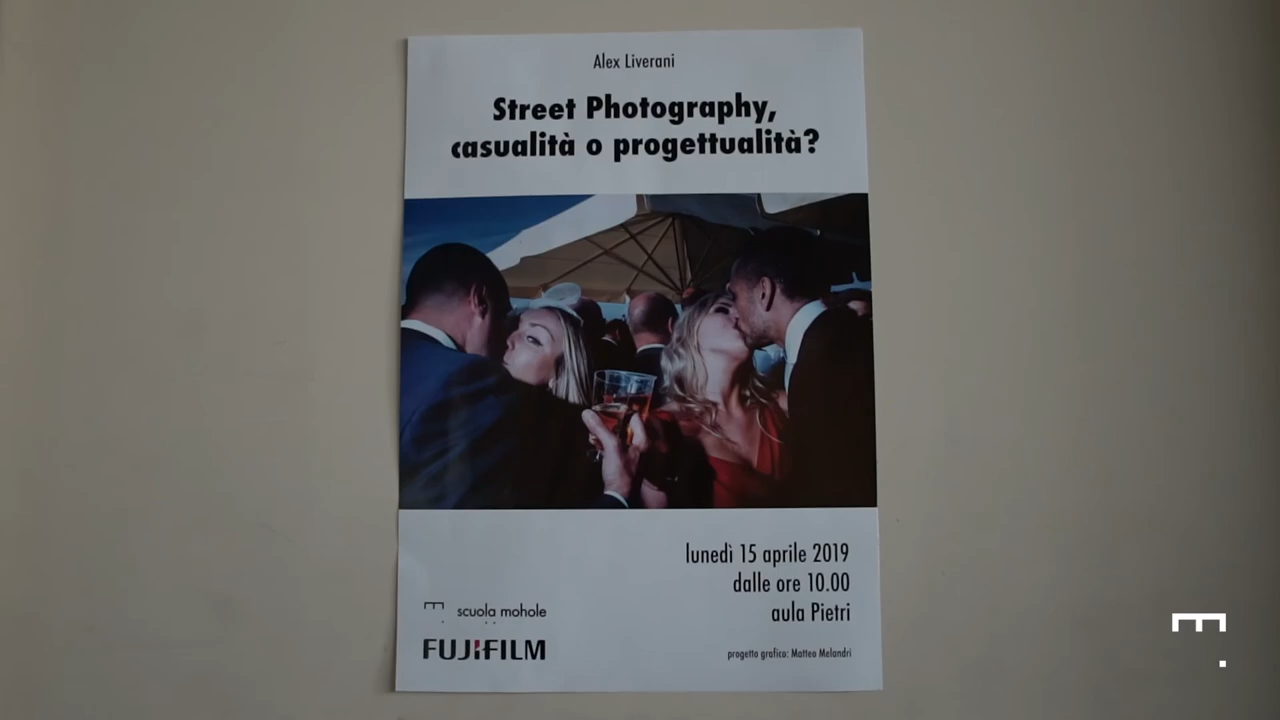 Alex Liverani
Street Photography,
casualità o progettualità?
lunedì 15 aprile 2019
dalle ore 10.00
aula Pietri
scuola mohole
FUJIFILM
progetto grafico: Matteo Melandri